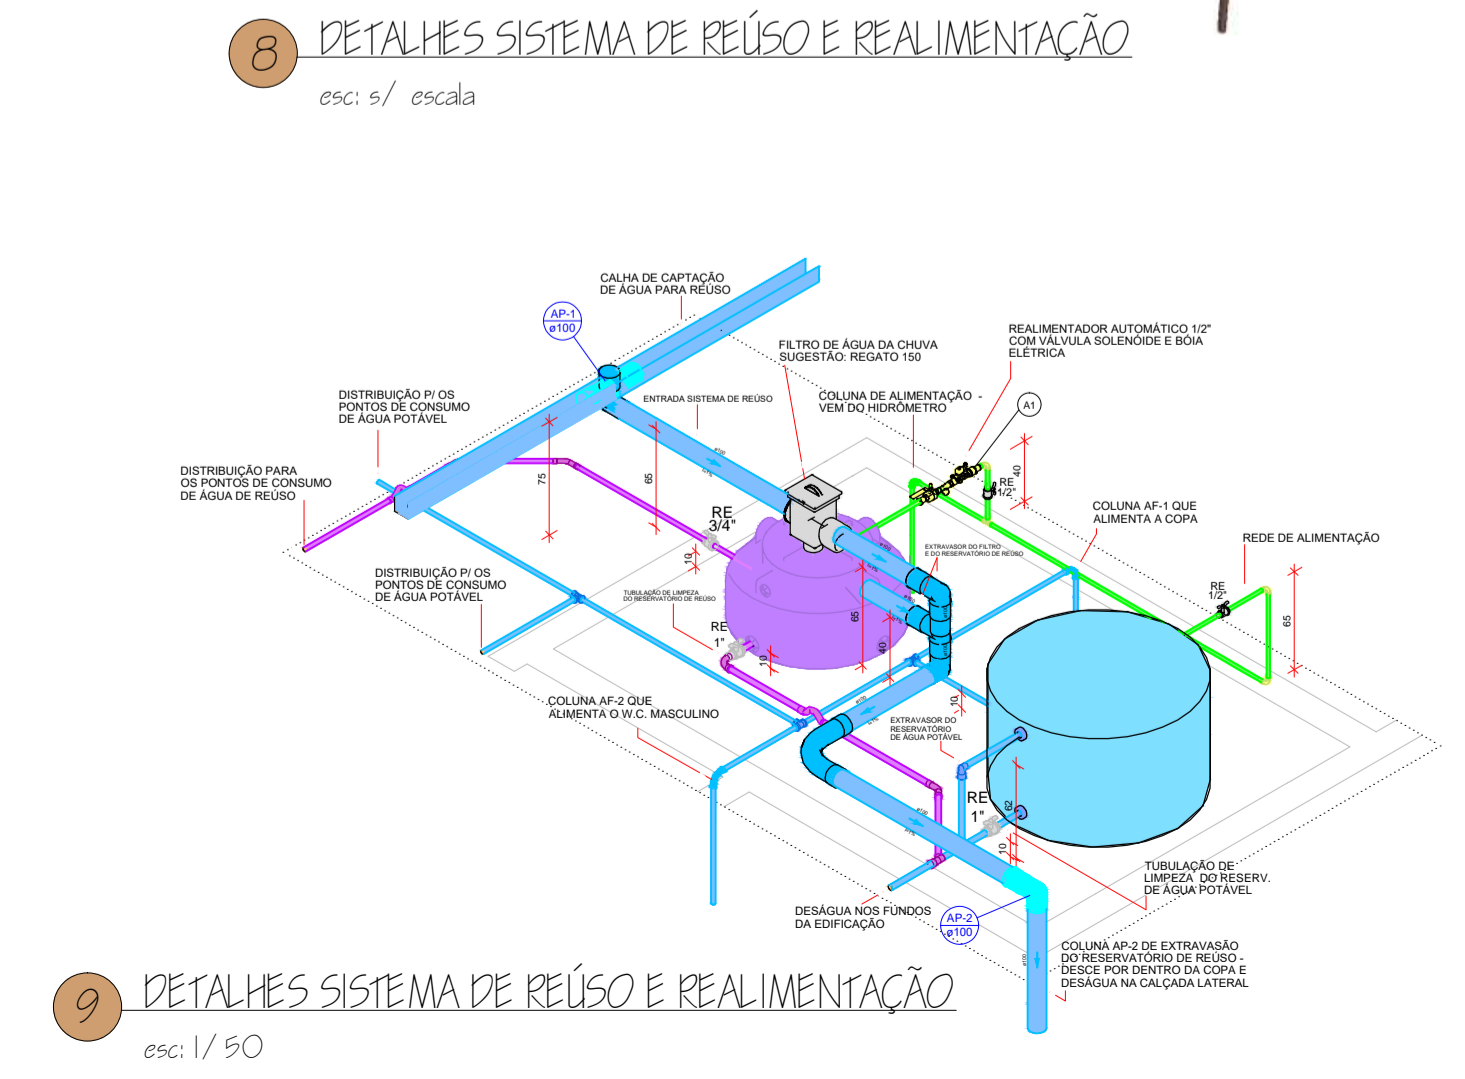 8
DETALHES SISTEMA DE REÚSO E REALIMENTAÇÃO
esc: s/ escala
CALHA DE CAPTAÇÃO
DE ÁGUA PARA REÚSO
AP-1
ø100
FILTRO DE ÁGUA DA CHUVA
SUGESTÃO: REGATO 150
REALIMENTADOR AUTOMÁTICO 1/2"
COM VÁLVULA SOLENÓIDE E BÓIA
ELÉTRICA
DISTRIBUIÇÃO P/ OS
PONTOS DE CONSUMO
DE ÁGUA POTÁVEL
ENTRADA SISTEMA DE REÚSO
COLUNA DE ALIMENTAÇÃO -
VEM DO HIDRÔMETRO
A1
DISTRIBUIÇÃO PARA
OS PONTOS DE CONSUMO
DE ÁGUA DE REÚSO
75
65
ø100
40
RE
1/2"
RE
3/4"
COLUNA AF-1 QUE
ALIMENTA A COPA
REDE DE ALIMENTAÇÃO
10
EXTRAVASOR DO FILTRO
E DO RESERVATÓRIO DE REÚSO
ø100
DISTRIBUIÇÃO P/ OS
PONTOS DE CONSUMO
DE ÁGUA POTÁVEL
TUBULAÇÃO DE LIMPEZA
DO RESERVATÓRIO DE REÚSO
RE
1/2"
65
RE
1"
65
40
10
10
COLUNA AF-2 QUE
ALIMENTA O W.C. MASCULINO
ø100
EXTRAVASOR DO
RESERVATÓRIO
DE ÁGUA POTÁVEL
RE
1"
62
10
ø100
TUBULAÇÃO DE
LIMPEZA DO RESERV.
DE ÁGUA POTÁVEL
DESÁGUA NOS FUNDOS
DA EDIFICAÇÃO
AP-2
ø100
COLUNA AP-2 DE EXTRAVASÃO
DO RESERVATÓRIO DE REÚSO -
DESCE POR DENTRO DA COPA E
DESÁGUA NA CALÇADA LATERAL
ø100
9
DETALHES SISTEMA DE REÚSO E REALIMENTAÇÃO
esc: 1/50